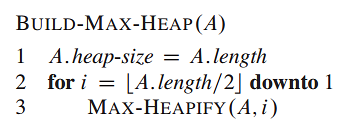 BUILD-MAX-HEAP(A)
1 A.heap-size = A.length
2 for i = ⌊A.length/2⌋ downto 1
3 MAX-HEAPIFY(A, i)